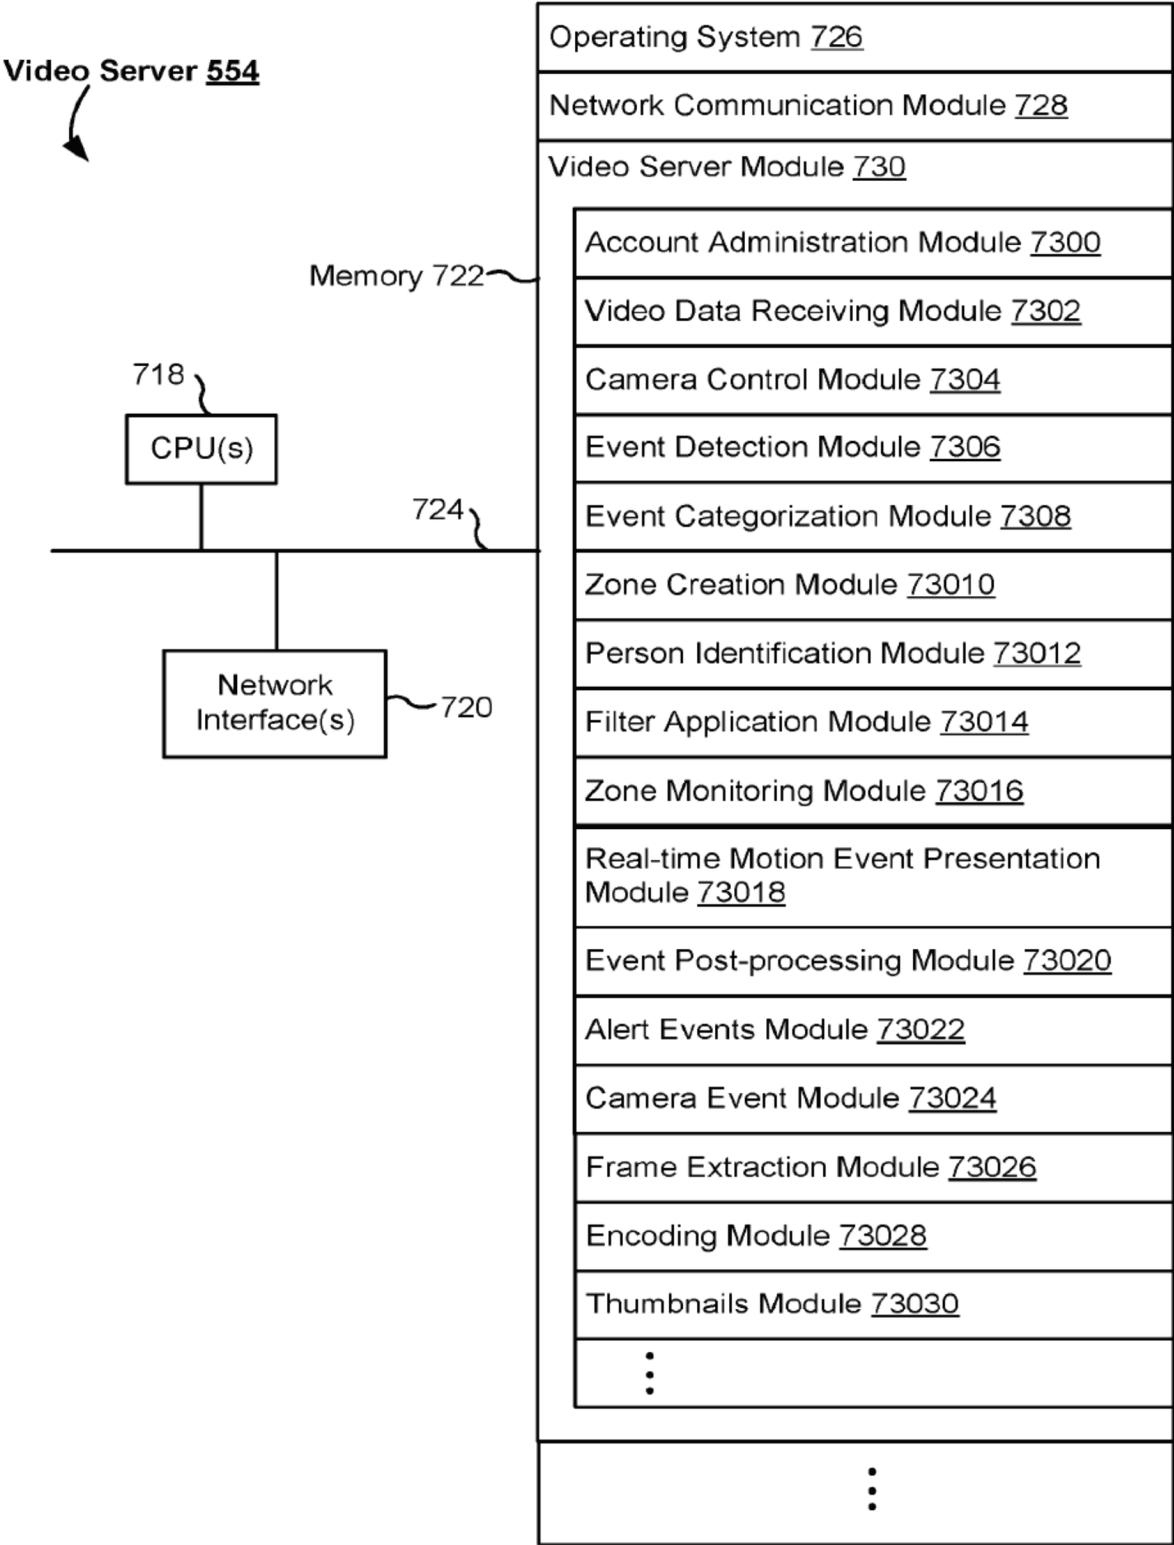 Video Server 554
Operating System 726
Network Communication Module 728
Video Server Module 730
Account Administration Module 7300
Memory 722
Video Data Receiving Module 7302
Camera Control Module 7304
718
CPU(s)
Event Detection Module 7306
724
Event Categorization Module 7308
Zone Creation Module 73010
Person Identification Module 73012
Network
Interface(s)
720
Filter Application Module 73014
Zone Monitoring Module 73016
Real-time Motion Event Presentation
Module 73018
Event Post-processing Module 73020
Alert Events Module 73022
Camera Event Module 73024
Frame Extraction Module 73026
Encoding Module 73028
Thumbnails Module 73030